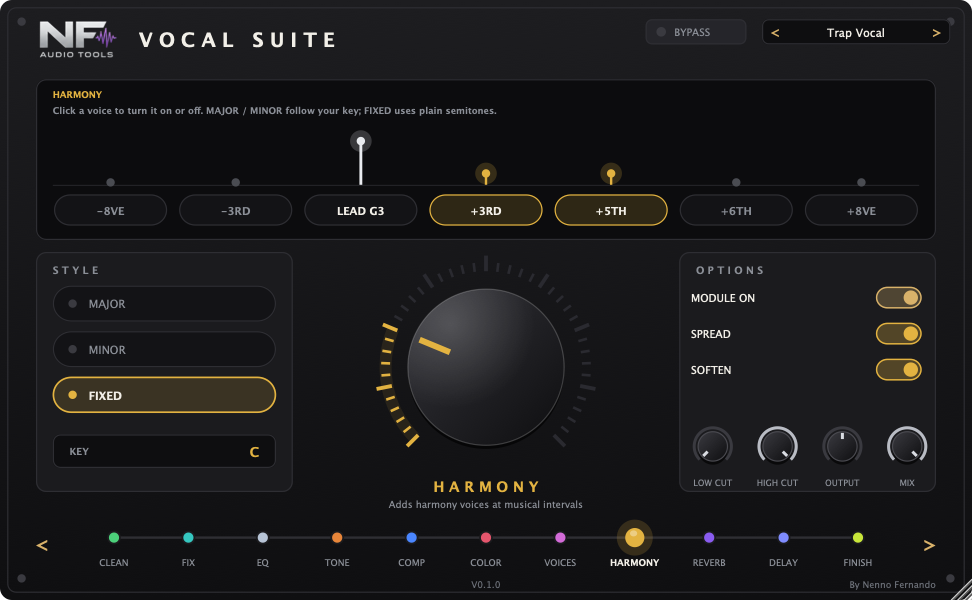 NF
AUDIO TOOLS
VOCAL SUITE
BYPASS
< Trap Vocal >
HARMONY
Click a voice to turn it on or off. MAJOR / MINOR follow your key; FIXED uses plain semitones.
-8VE -3RD LEAD G3 +3RD +5TH +6TH +8VE
STYLE
MAJOR
MINOR
FIXED
KEY C
HARMONY
Adds harmony voices at musical intervals
OPTIONS
MODULE ON
SPREAD
SOFTEN
LOW CUT HIGH CUT OUTPUT MIX
< >
CLEAN FIX EQ TONE COMP COLOR VOICES HARMONY REVERB DELAY FINISH
V0.1.0
By Nenno Fernando